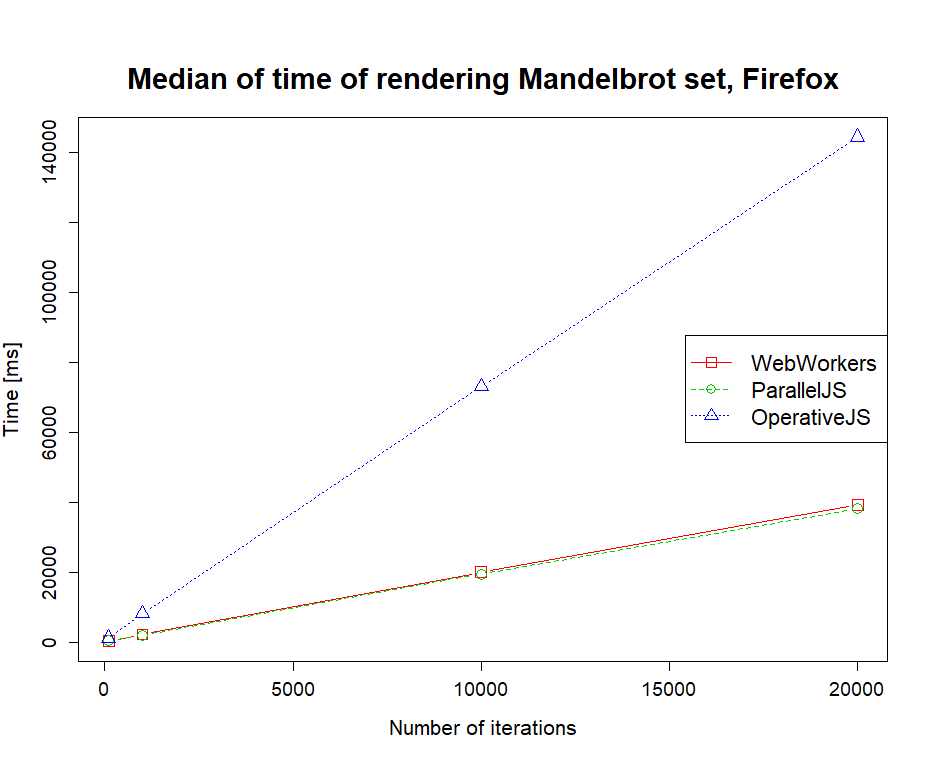 Median of time of rendering Mandelbrot set, Firefox
Time [ms]
140000
100000
60000
20000
0
WebWorkers
ParallelJS
OperativeJS
0 5000 10000 15000 20000
Number of iterations